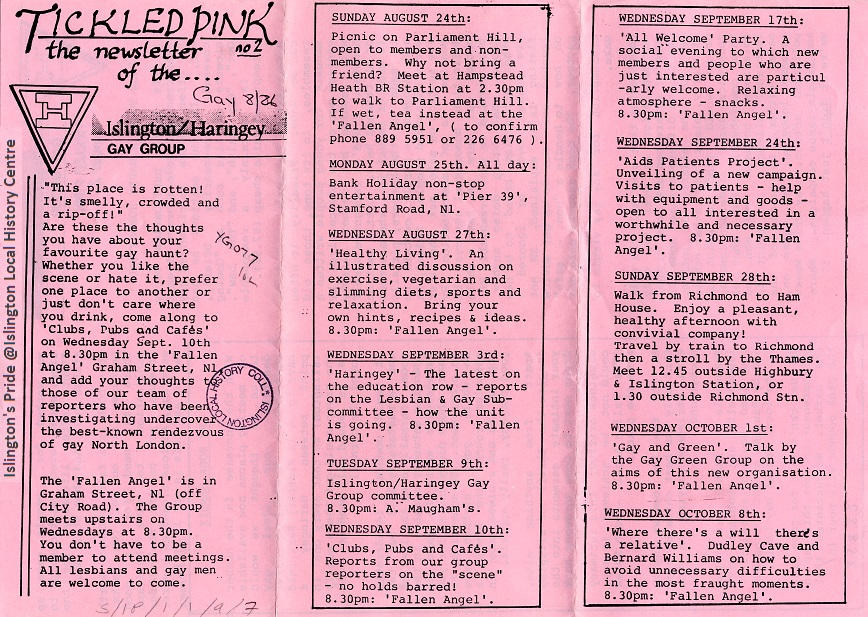 TICKLED PINK
the newsletter no 2
of the....
Gay 8/86
Islington/Haringey
GAY GROUP
"This place is rotten!
It's smelly, crowded and
a rip-off!"
Are these the thoughts
you have about your
favourite gay haunt?
Whether you like the
scene or hate it, prefer
one place to another or
just don't care where
you drink, come along to
'Clubs, Pubs and Cafés'
on Wednesday Sept. 10th
at 8.30pm in the 'Fallen
Angel' Graham Street, N1
and add your thoughts to
those of our team of
reporters who have been
investigating undercover
the best-known rendezvous
of gay North London.
The 'Fallen Angel' is in
Graham Street, N1 (off
City Road). The Group
meets upstairs on
Wednesdays at 8.30pm.
You don't have to be a
member to attend meetings.
All lesbians and gay men
are welcome to come.
S/18/1/1/9/7
YG077
ISLINGTON LOCAL HISTORY COLL.
Islington's Pride @Islington Local History Centre
SUNDAY AUGUST 24th:
Picnic on Parliament Hill,
open to members and non-
members. Why not bring a
friend? Meet at Hampstead
Heath BR Station at 2.30pm
to walk to Parliament Hill.
If wet, tea instead at the
'Fallen Angel', ( to confirm
phone 889 5951 or 226 6476 ).
MONDAY AUGUST 25th. All day:
Bank Holiday non-stop
entertainment at 'Pier 39',
Stamford Road, N1.
WEDNESDAY AUGUST 27th:
'Healthy Living'. An
illustrated discussion on
exercise, vegetarian and
slimming diets, sports and
relaxation. Bring your
own hints, recipes & ideas.
8.30pm: 'Fallen Angel'.
WEDNESDAY SEPTEMBER 3rd:
'Haringey' - The latest on
the education row - reports
on the Lesbian & Gay Sub-
committee - how the unit
is going. 8.30pm: 'Fallen
Angel'.
TUESDAY SEPTEMBER 9th:
Islington/Haringey Gay
Group committee.
8.30pm: A. Maugham's.
WEDNESDAY SEPTEMBER 10th:
'Clubs, Pubs and Cafés'.
Reports from our group
reporters on the "scene"
- no holds barred!
8.30pm: 'Fallen Angel'.
WEDNESDAY SEPTEMBER 17th:
'All Welcome' Party. A
social evening to which new
members and people who are
just interested are particul
-arly welcome. Relaxing
atmosphere - snacks.
8.30pm: 'Fallen Angel'.
WEDNESDAY SEPTEMBER 24th:
'Aids Patients Project'.
Unveiling of a new campaign.
Visits to patients - help
with equipment and goods -
open to all interested in a
worthwhile and necessary
project. 8.30pm: 'Fallen
Angel'.
SUNDAY SEPTEMBER 28th:
Walk from Richmond to Ham
House. Enjoy a pleasant,
healthy afternoon with
convivial company!
Travel by train to Richmond
then a stroll by the Thames.
Meet 12.45 outside Highbury
& Islington Station, or
1.30 outside Richmond Stn.
WEDNESDAY OCTOBER 1st:
'Gay and Green'. Talk by
the Gay Green Group on the
aims of this new organisation.
8.30pm: 'Fallen Angel'.
WEDNESDAY OCTOBER 8th:
'Where there's a will there's
a relative'. Dudley Cave and
Bernard Williams on how to
avoid unnecessary difficulties
in the most fraught moments.
8.30pm: 'Fallen Angel'.